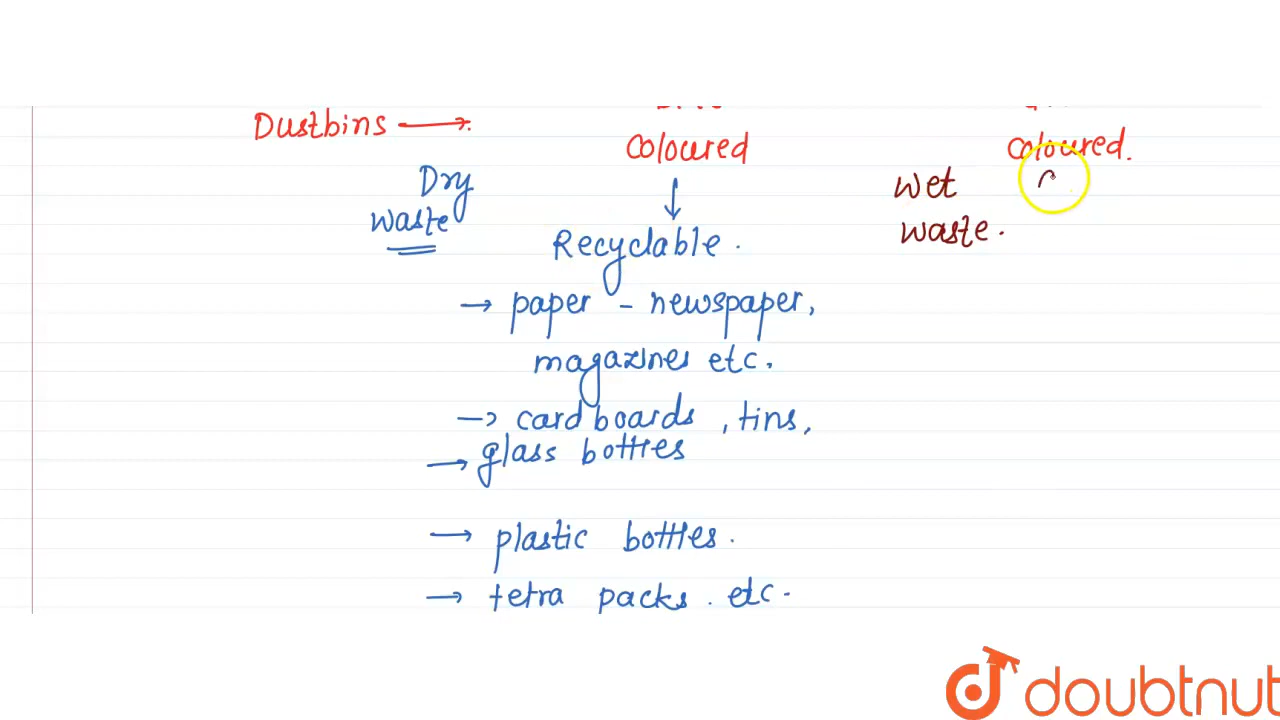 Dustbins →
Coloured
Coloured.
Dry
waste
↓
Wet
waste.
Recyclable.
→ paper - newspaper,
magazines etc.
→ cardboards, tins,
→ glass bottles
→ plastic bottles.
→ tetra packs. etc.
doubtnut